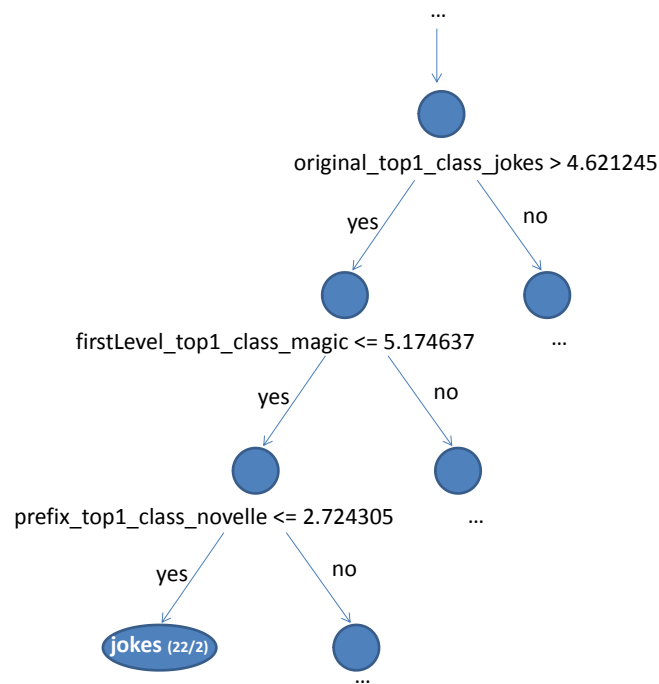 ...
original_top1_class_jokes > 4.621245
yes
no
firstLevel_top1_class_magic <= 5.174637
...
yes
no
prefix_top1_class_novelle <= 2.724305
...
yes
no
jokes (22/2)
...